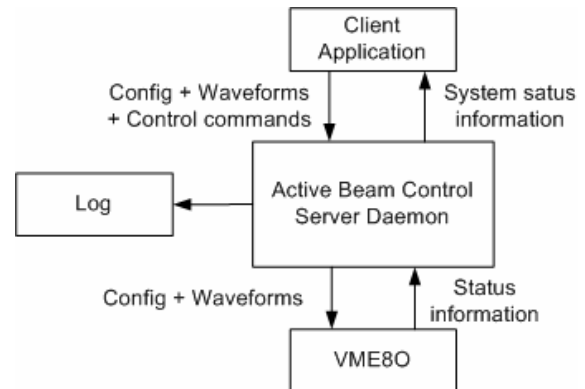 Client
Application
Config + Waveforms
+ Control commands
System satus
information
Log
Active Beam Control
Server Daemon
Config + Waveforms
Status
information
VME8O